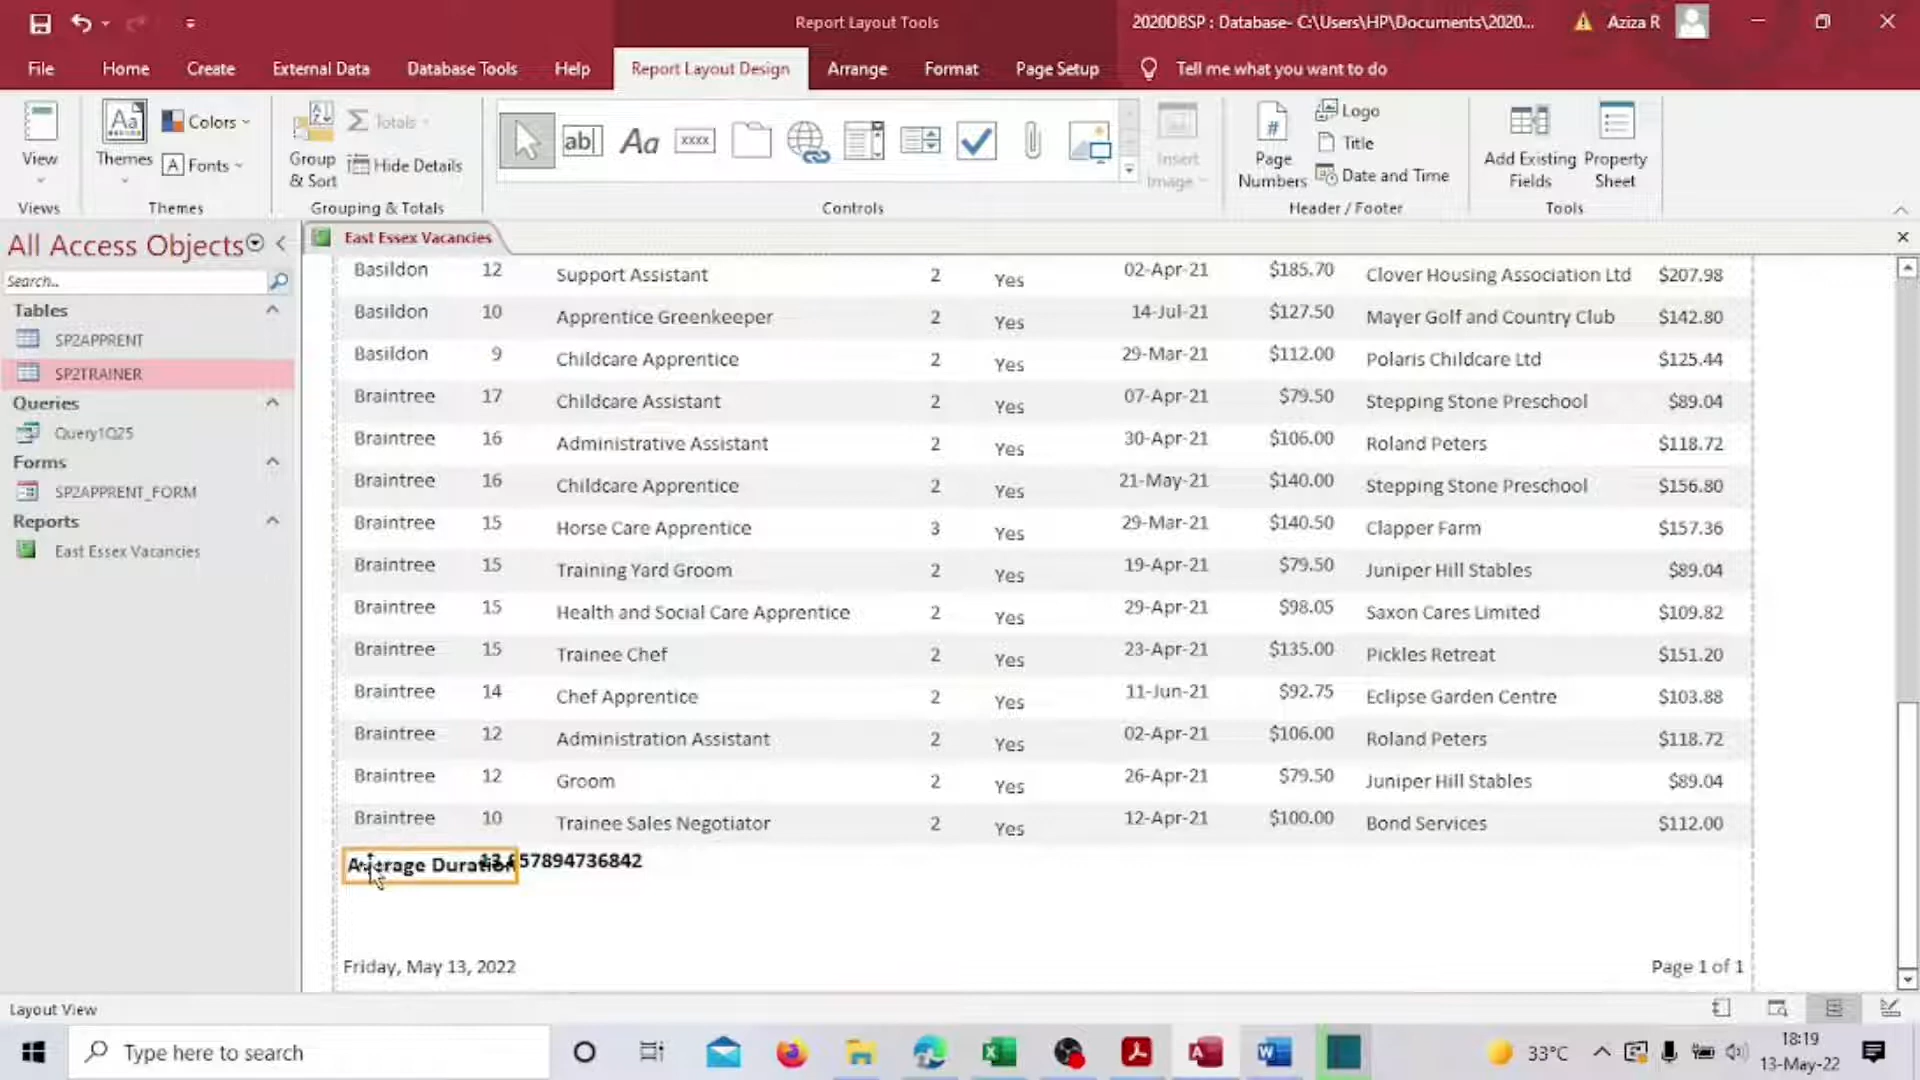 Report Layout Tools
2020DBSP : Database- C:\Users\HP\Documents\2020...
Aziza R
File Home Create External Data Database Tools Help Report Layout Design Arrange Format Page Setup Tell me what you want to do
View
Views
Themes
Colors
Fonts
Themes
Group & Sort
Totals
Hide Details
Grouping & Totals
ab|
Aa
xxxx
Controls
Insert Image
Page Numbers
Logo
Title
Date and Time
Header / Footer
Add Existing Fields
Property Sheet
Tools
All Access Objects
Search..
Tables
SP2APPRENT
SP2TRAINER
Queries
Query1Q25
Forms
SP2APPRENT_FORM
Reports
East Essex Vacancies
East Essex Vacancies
Basildon 12 Support Assistant 2 Yes 02-Apr-21 $185.70 Clover Housing Association Ltd $207.98
Basildon 10 Apprentice Greenkeeper 2 Yes 14-Jul-21 $127.50 Mayer Golf and Country Club $142.80
Basildon 9 Childcare Apprentice 2 Yes 29-Mar-21 $112.00 Polaris Childcare Ltd $125.44
Braintree 17 Childcare Assistant 2 Yes 07-Apr-21 $79.50 Stepping Stone Preschool $89.04
Braintree 16 Administrative Assistant 2 Yes 30-Apr-21 $106.00 Roland Peters $118.72
Braintree 16 Childcare Apprentice 2 Yes 21-May-21 $140.00 Stepping Stone Preschool $156.80
Braintree 15 Horse Care Apprentice 3 Yes 29-Mar-21 $140.50 Clapper Farm $157.36
Braintree 15 Training Yard Groom 2 Yes 19-Apr-21 $79.50 Juniper Hill Stables $89.04
Braintree 15 Health and Social Care Apprentice 2 Yes 29-Apr-21 $98.05 Saxon Cares Limited $109.82
Braintree 15 Trainee Chef 2 Yes 23-Apr-21 $135.00 Pickles Retreat $151.20
Braintree 14 Chef Apprentice 2 Yes 11-Jun-21 $92.75 Eclipse Garden Centre $103.88
Braintree 12 Administration Assistant 2 Yes 02-Apr-21 $106.00 Roland Peters $118.72
Braintree 12 Groom 2 Yes 26-Apr-21 $79.50 Juniper Hill Stables $89.04
Braintree 10 Trainee Sales Negotiator 2 Yes 12-Apr-21 $100.00 Bond Services $112.00
Average Duration
Friday, May 13, 2022 Page 1 of 1
Layout View
Type here to search
33°C
18:19
13-May-22